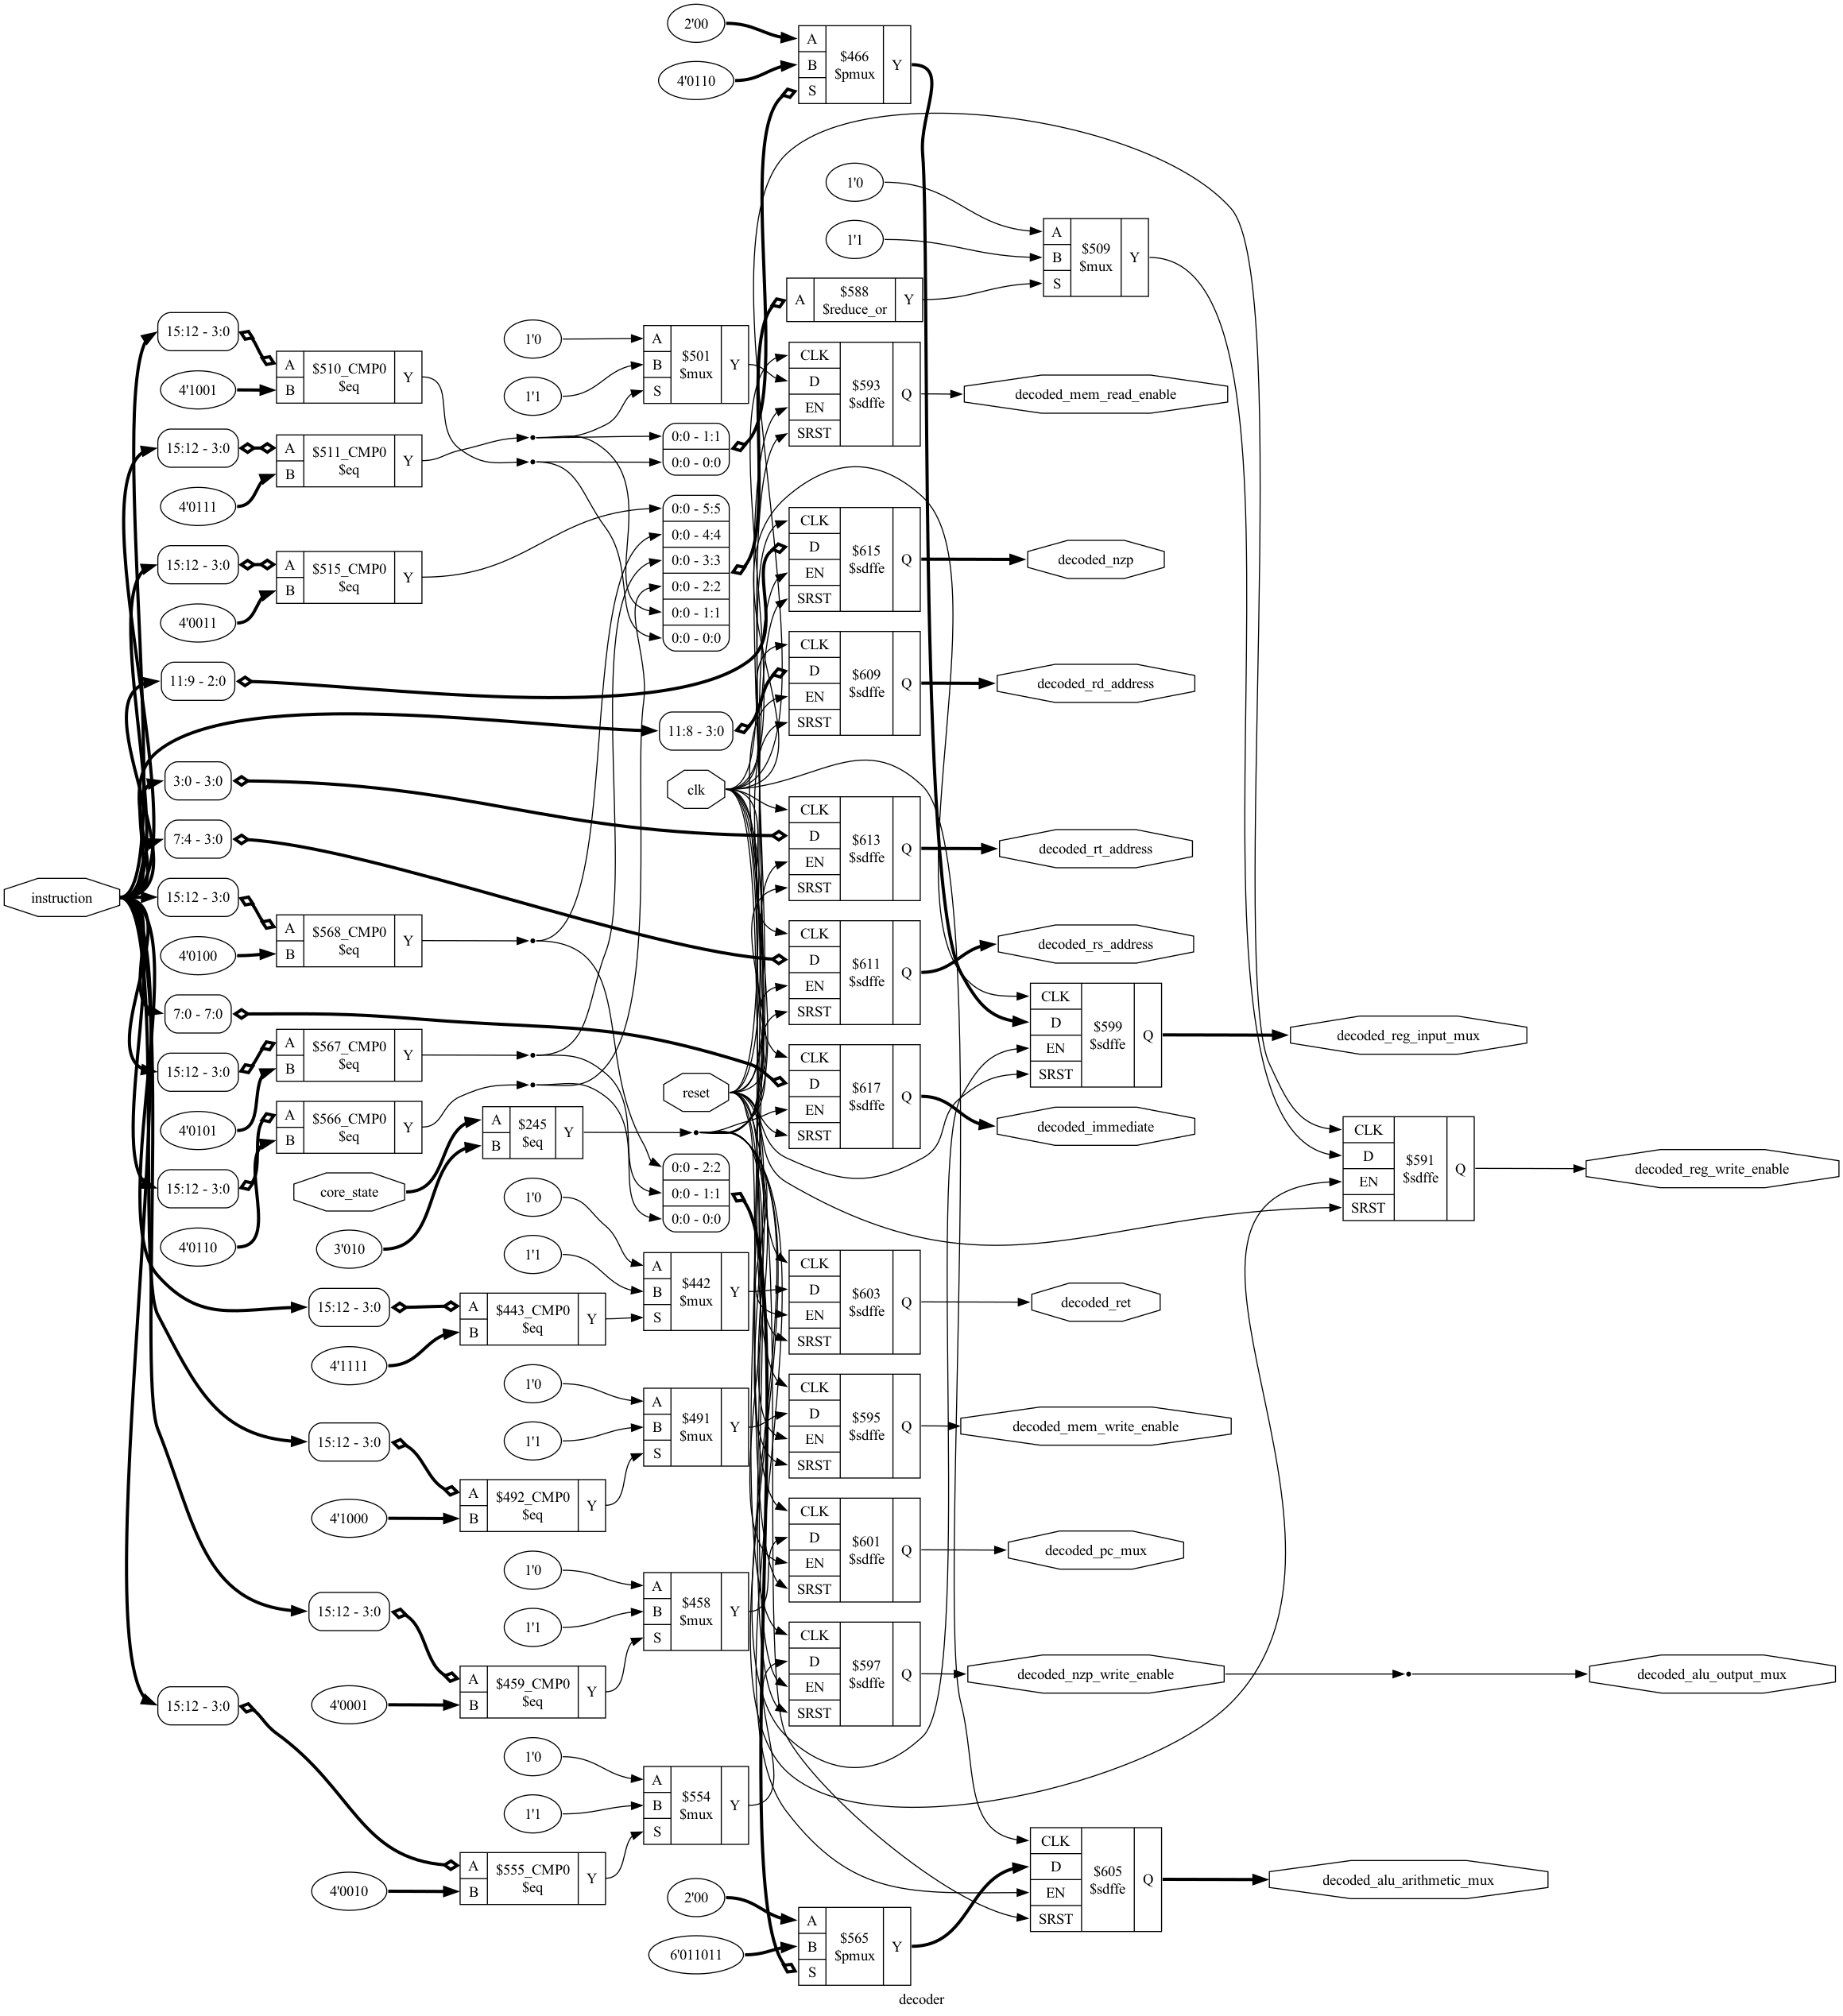 2'00
4'0110
A
B
S
$466
$pmux
Y
1'0
1'1
A
B
S
$509
$mux
Y
A
$588
$reduce_or
Y
15:12 - 3:0
4'1001
A
B
$510_CMP0
$eq
Y
1'0
1'1
A
B
S
$501
$mux
Y
CLK
D
EN
SRST
$593
$sdffe
Q
decoded_mem_read_enable
15:12 - 3:0
4'0111
A
B
$511_CMP0
$eq
Y
0:0 - 1:1
0:0 - 0:0
15:12 - 3:0
4'0011
A
B
$515_CMP0
$eq
Y
0:0 - 5:5
0:0 - 4:4
0:0 - 3:3
0:0 - 2:2
0:0 - 1:1
0:0 - 0:0
CLK
D
EN
SRST
$615
$sdffe
Q
decoded_nzp
11:9 - 2:0
11:8 - 3:0
CLK
D
EN
SRST
$609
$sdffe
Q
decoded_rd_address
3:0 - 3:0
clk
CLK
D
EN
SRST
$613
$sdffe
Q
decoded_rt_address
7:4 - 3:0
instruction
15:12 - 3:0
4'0100
A
B
$568_CMP0
$eq
Y
CLK
D
EN
SRST
$611
$sdffe
Q
decoded_rs_address
7:0 - 7:0
CLK
D
EN
SRST
$599
$sdffe
Q
decoded_reg_input_mux
15:12 - 3:0
4'0101
A
B
$567_CMP0
$eq
Y
reset
CLK
D
EN
SRST
$617
$sdffe
Q
decoded_immediate
A
B
$566_CMP0
$eq
Y
15:12 - 3:0
4'0110
A
B
$245
$eq
Y
core_state
3'010
0:0 - 2:2
0:0 - 1:1
0:0 - 0:0
CLK
D
EN
SRST
$591
$sdffe
Q
decoded_reg_write_enable
1'0
1'1
A
B
S
$442
$mux
Y
15:12 - 3:0
4'1111
A
B
$443_CMP0
$eq
Y
CLK
D
EN
SRST
$603
$sdffe
Q
decoded_ret
1'0
1'1
A
B
S
$491
$mux
Y
15:12 - 3:0
4'1000
A
B
$492_CMP0
$eq
Y
CLK
D
EN
SRST
$595
$sdffe
Q
decoded_mem_write_enable
CLK
D
EN
SRST
$601
$sdffe
Q
decoded_pc_mux
1'0
1'1
A
B
S
$458
$mux
Y
15:12 - 3:0
4'0001
A
B
$459_CMP0
$eq
Y
CLK
D
EN
SRST
$597
$sdffe
Q
decoded_nzp_write_enable
decoded_alu_output_mux
15:12 - 3:0
1'0
1'1
A
B
S
$554
$mux
Y
4'0010
A
B
$555_CMP0
$eq
Y
CLK
D
EN
SRST
$605
$sdffe
Q
decoded_alu_arithmetic_mux
2'00
6'011011
A
B
S
$565
$pmux
Y
decoder